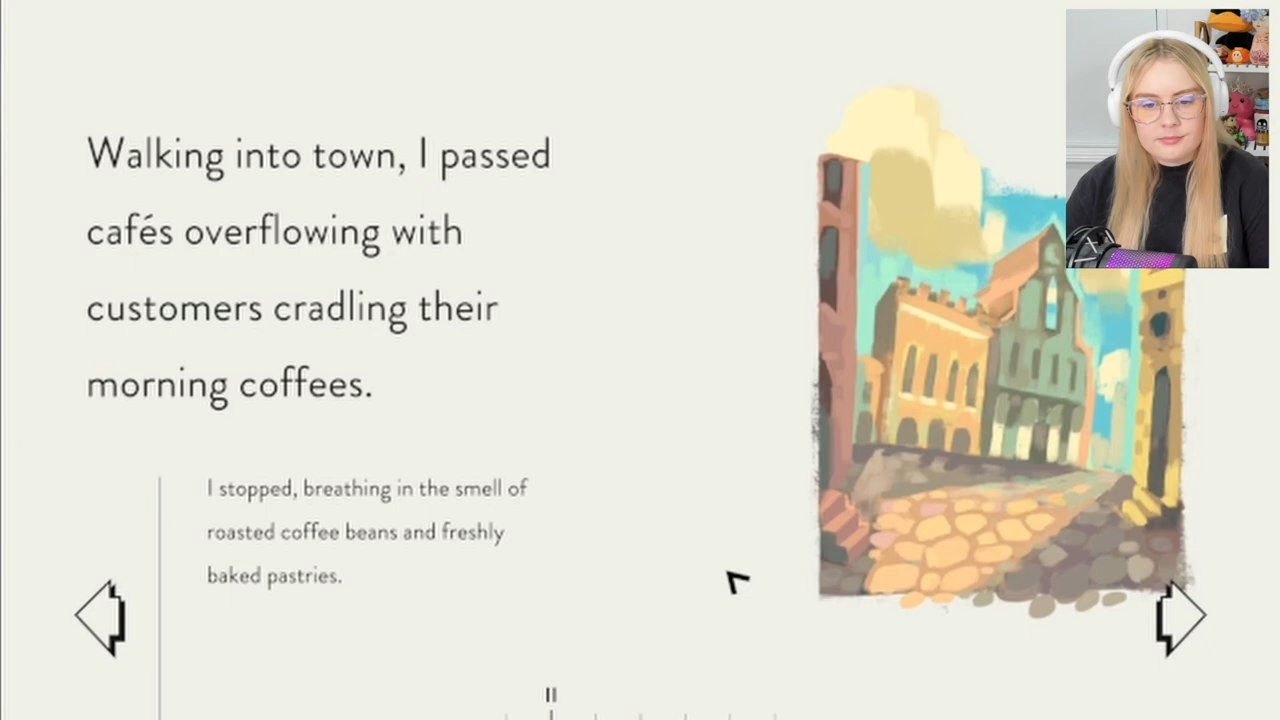 Walking into town, I passed
cafés overflowing with
customers cradling their
morning coffees.
I stopped, breathing in the smell of
roasted coffee beans and freshly
baked pastries.
II